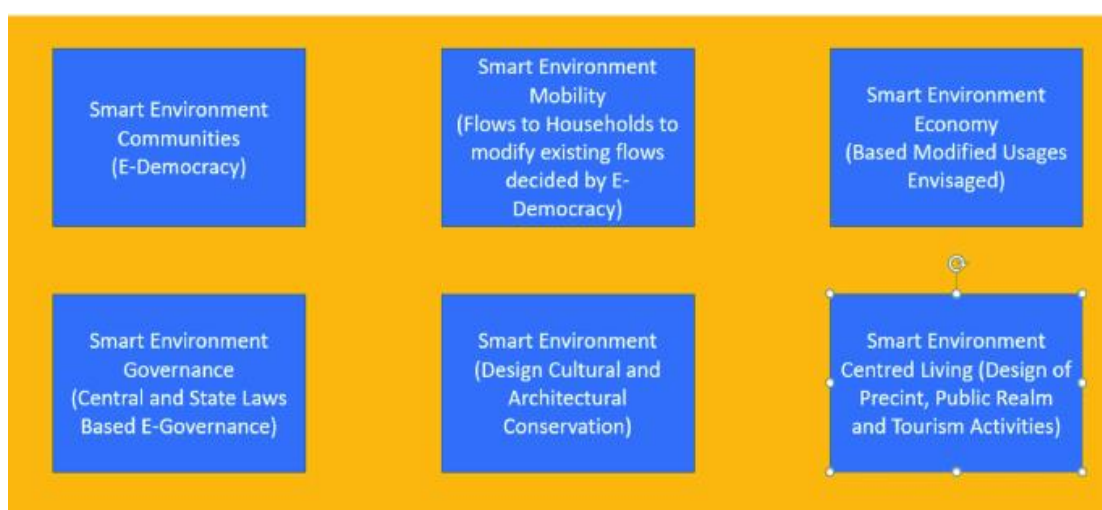 Smart Environment
Communities
(E-Democracy)
Smart Environment
Mobility
(Flows to Households to
modify existing flows
decided by E-
Democracy)
Smart Environment
Economy
(Based Modified Usages
Envisaged)
Smart Environment
Governance
(Central and State Laws
Based E-Governance)
Smart Environment
(Design Cultural and
Architectural
Conservation)
Smart Environment
Centred Living (Design of
Precint, Public Realm
and Tourism Activities)